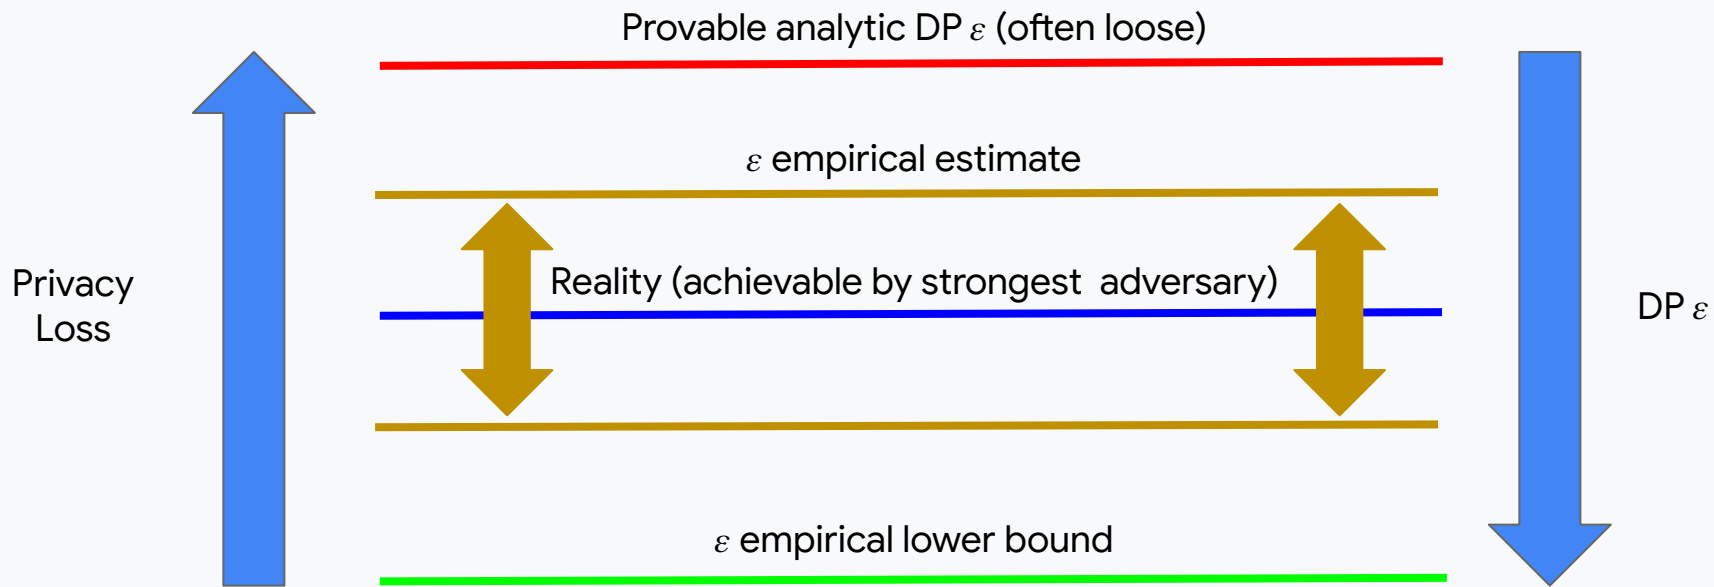 Provable analytic DP ε (often loose)
ε empirical estimate
Reality (achievable by strongest  adversary)
Privacy
Loss
DP ε
ε empirical lower bound